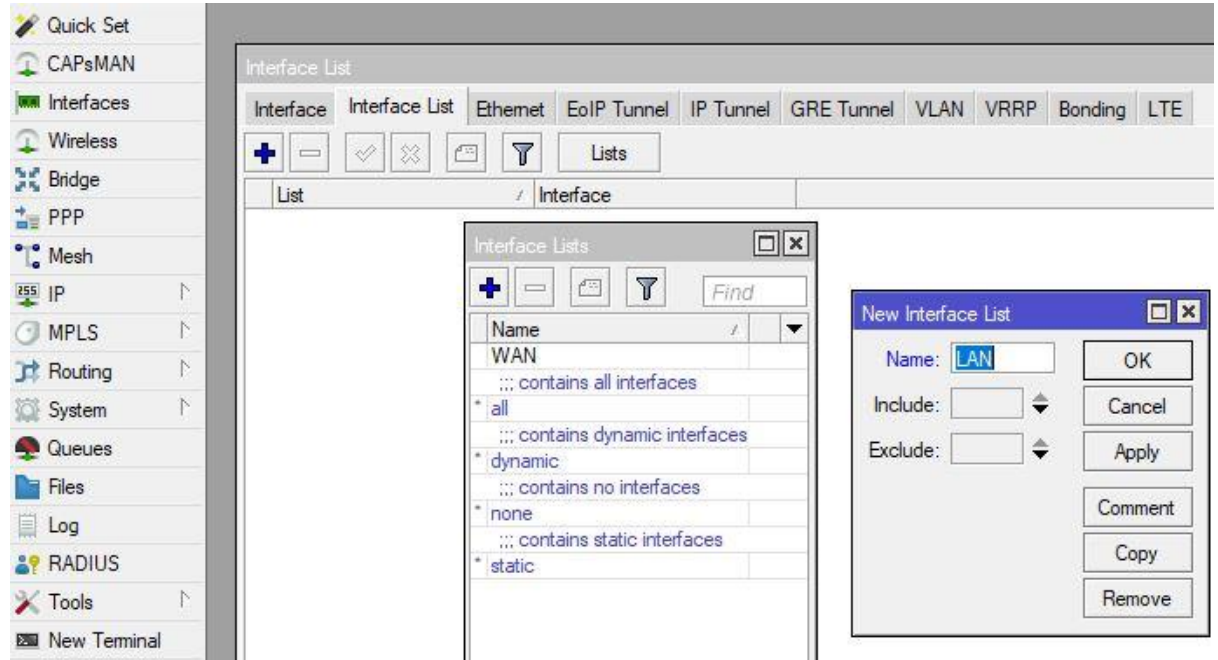 Quick Set
CAPsMAN
Interfaces
Wireless
Bridge
PPP
Mesh
255 IP
MPLS
Routing
System
Queues
Files
Log
RADIUS
Tools
New Terminal
Interface List
Interface Interface List Ethernet EoIP Tunnel IP Tunnel GRE Tunnel VLAN VRRP Bonding LTE
Lists
List Interface
Interface Lists
Find
Name
WAN
;;; contains all interfaces
* all
;;; contains dynamic interfaces
* dynamic
;;; contains no interfaces
* none
;;; contains static interfaces
* static
New Interface List
Name: LAN
Include:
Exclude:
OK
Cancel
Apply
Comment
Copy
Remove